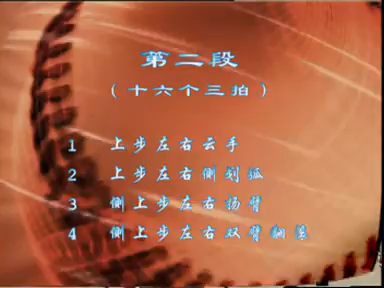 第二段
（十六个三拍）
1 上步左右云手
2 上步左右侧划弧
3 侧上步左右扬臂
4 侧上步左右双臂翻